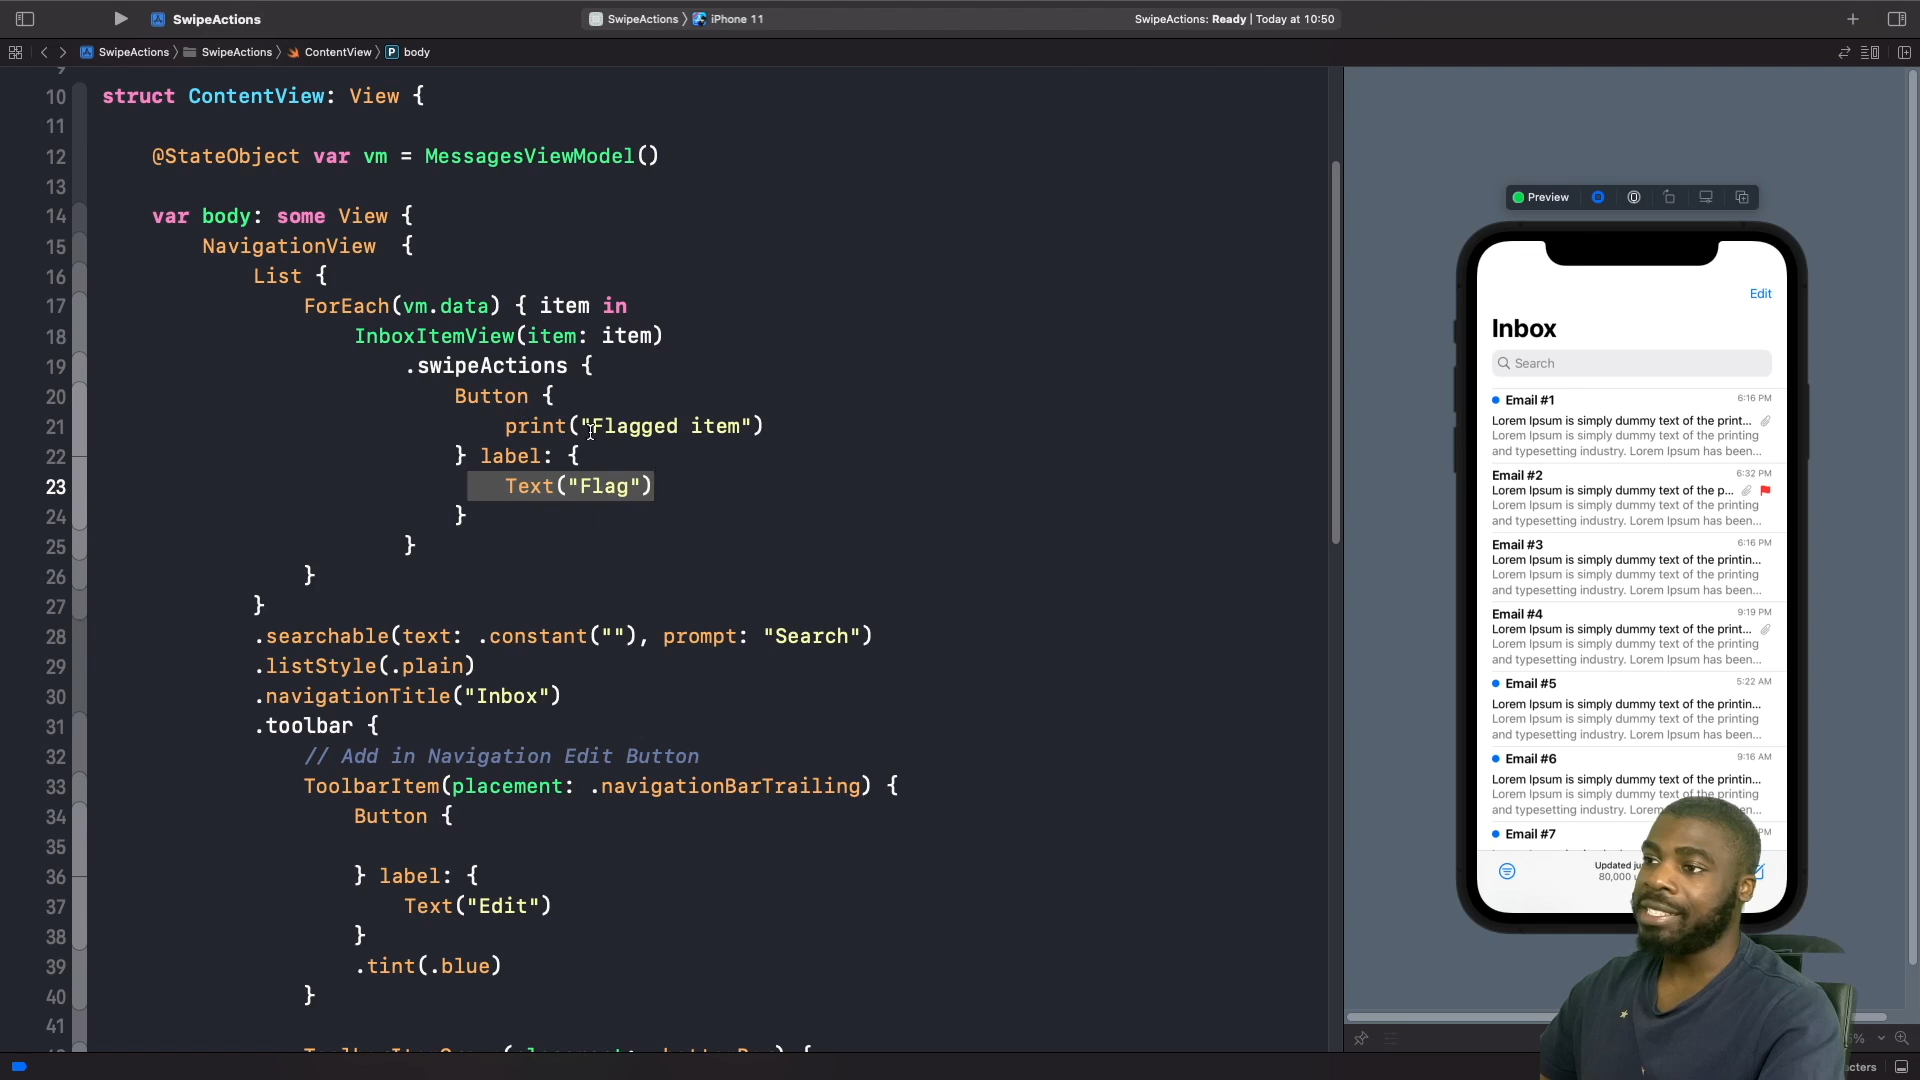 SwipeActions
SwipeActions
iPhone 11
SwipeActions: Ready | Today at 10:50
SwipeActions
SwipeActions
ContentView
P body
9
10 struct ContentView: View {
11
12 @StateObject var vm = MessagesViewModel()
13
14 var body: some View {
15 NavigationView {
16 List {
17 ForEach(vm.data) { item in
18 InboxItemView(item: item)
19 .swipeActions {
20 Button {
21 print("Flagged item")
22 } label: {
23 Text("Flag")
24 }
25 }
26 }
27 }
28 .searchable(text: .constant(""), prompt: "Search")
29 .listStyle(.plain)
30 .navigationTitle("Inbox")
31 .toolbar {
32 // Add in Navigation Edit Button
33 ToolbarItem(placement: .navigationBarTrailing) {
34 Button {
35
36 } label: {
37 Text("Edit")
38 }
39 .tint(.blue)
40 }
41
Preview
Edit
Inbox
Search
Email #1 6:16 PM
Lorem Ipsum is simply dummy text of the print...
Lorem Ipsum is simply dummy text of the printing
and typesetting industry. Lorem Ipsum has been...
Email #2 6:32 PM
Lorem Ipsum is simply dummy text of the p...
Lorem Ipsum is simply dummy text of the printing
and typesetting industry. Lorem Ipsum has been...
Email #3 6:16 PM
Lorem Ipsum is simply dummy text of the printin...
Lorem Ipsum is simply dummy text of the printing
and typesetting industry. Lorem Ipsum has been...
Email #4 9:19 PM
Lorem Ipsum is simply dummy text of the print...
Lorem Ipsum is simply dummy text of the printing
and typesetting industry. Lorem Ipsum has been...
Email #5 5:22 AM
Lorem Ipsum is simply dummy text of the printin...
Lorem Ipsum is simply dummy text of the printing
and typesetting industry. Lorem Ipsum has been...
Email #6 9:16 AM
Lorem Ipsum is simply dummy text of the printin...
Lorem Ipsum is simply dummy text of the printing
and typesetting industry. Lorem
Email #7
Updated
80,000